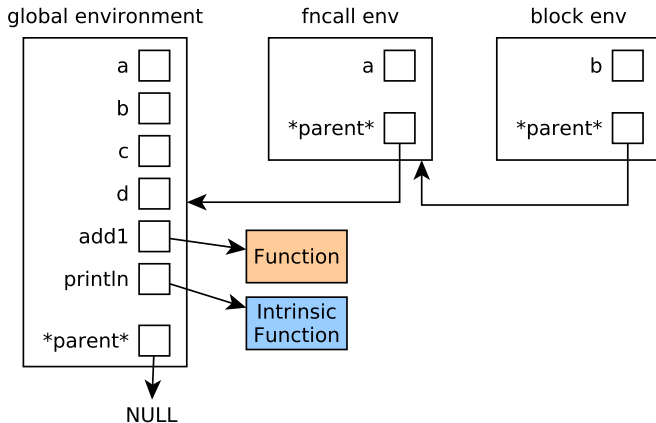 global environment
fncall env
block env
a
b
c
d
add1
println
*parent*
NULL
a
*parent*
b
*parent*
Function
Intrinsic
Function